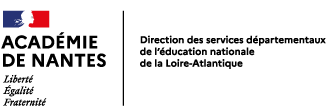 ACADÉMIE
DE NANTES
Liberté
Égalité
Fraternité
Direction des services départementaux
de l'éducation nationale
de la Loire-Atlantique